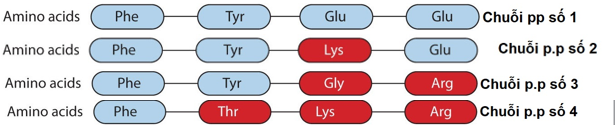 Amino acids Phe Tyr Glu Glu Chuỗi pp số 1
Amino acids Phe Tyr Lys Glu Chuỗi p.p số 2
Amino acids Phe Tyr Gly Arg Chuỗi p.p số 3
Amino acids Phe Thr Lys Arg Chuỗi p.p số 4